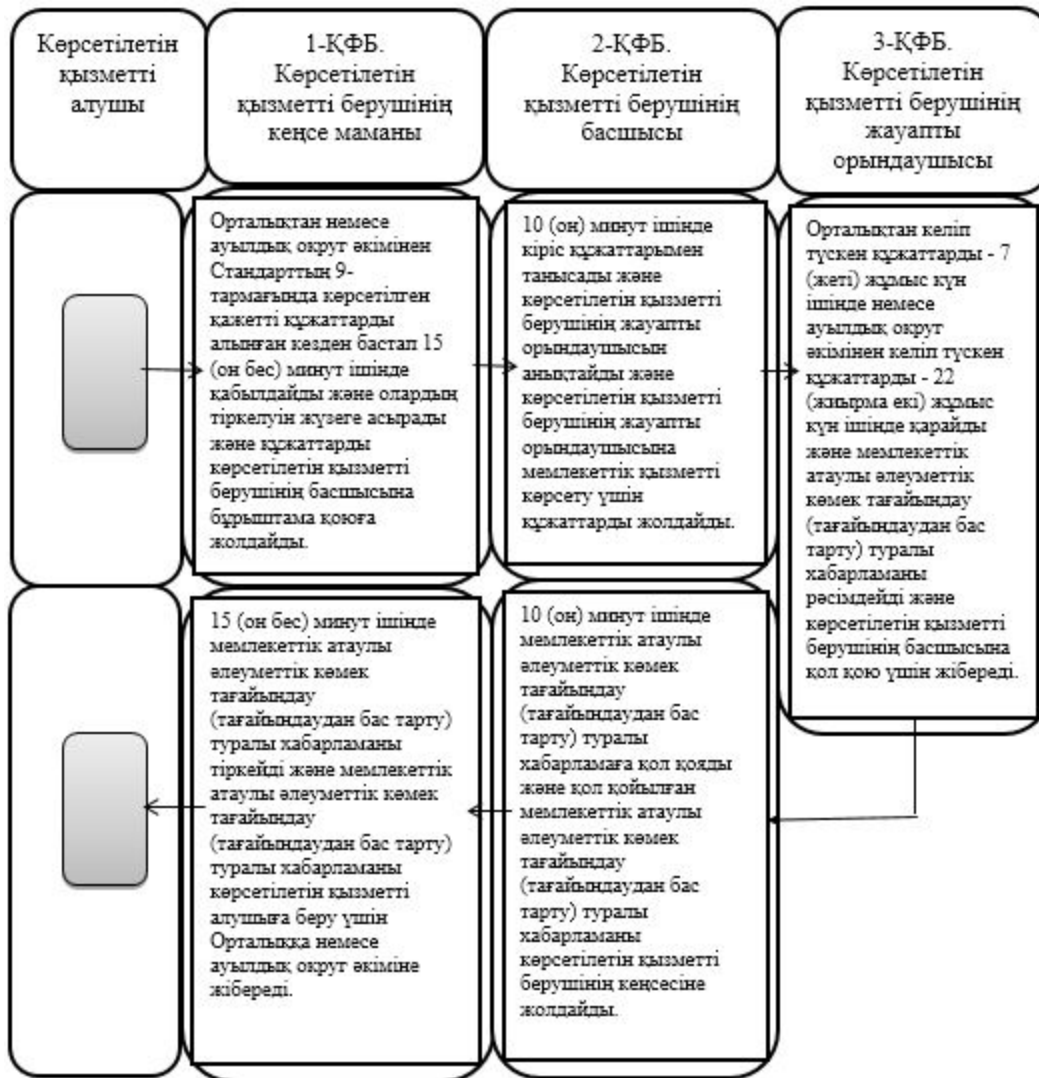 Көрсетілетін
қызметті
алушы
1-ҚФБ.
Көрсетілетін
қызметті берушінің
кеңсе маманы
2-ҚФБ.
Көрсетілетін
қызметті берушінің
басшысы
3-ҚФБ.
Көрсетілетін
қызметті берушінің
жауапты
орындаушысы
Орталықтан немесе
ауылдық округ әкімінен
Стандарттың 9-
тармағында көрсетілген
қажетті құжаттарды
алынған кезден бастап 15
(он бес) минут ішінде
қабылдайды және олардың
тіркелуін жүзеге асырады
және құжаттарды
көрсетілетін қызметті
берушінің басшысына
бұрыштама қоюға
жолдайды.
10 (он) минут ішінде
кіріс құжаттарымен
танысады және
көрсетілетін қызметті
берушінің жауапты
орындаушысын
анықтайды және
көрсетілетін қызметті
берушінің жауапты
орындаушысына
мемлекеттік қызметті
көрсету үшін
құжаттарды жолдайды.
Орталықтан келіп
түскен құжаттарды - 7
(жеті) жұмыс күн
ішінде немесе
ауылдық округ
әкімінен келіп түскен
құжаттарды - 22
(жиырма екі) жұмыс
күн ішінде қарайды
және мемлекеттік
атаулы әлеуметтік
көмек тағайындау
(тағайындаудан бас
тарту) туралы
хабарламаны
рәсімдейді және
көрсетілетін қызметті
берушінің басшысына
қол қою үшін жібереді.
15 (он бес) минут ішінде
мемлекеттік атаулы
әлеуметтік көмек
тағайындау
(тағайындаудан бас тарту)
туралы хабарламаны
тіркейді және мемлекеттік
атаулы әлеуметтік көмек
тағайындау
(тағайындаудан бас тарту)
туралы хабарламаны
көрсетілетін қызметті
алушыға беру үшін
Орталыққа немесе
ауылдық округ әкіміне
жібереді.
10 (он) минут ішінде
мемлекеттік атаулы
әлеуметтік көмек
тағайындау
(тағайындаудан бас
тарту) туралы
хабарламаға қол қояды
және қол қойылған
мемлекеттік атаулы
әлеуметтік көмек
тағайындау
(тағайындаудан бас
тарту) туралы
хабарламаны
көрсетілетін қызметті
берушінің кеңсесіне
жолдайды.